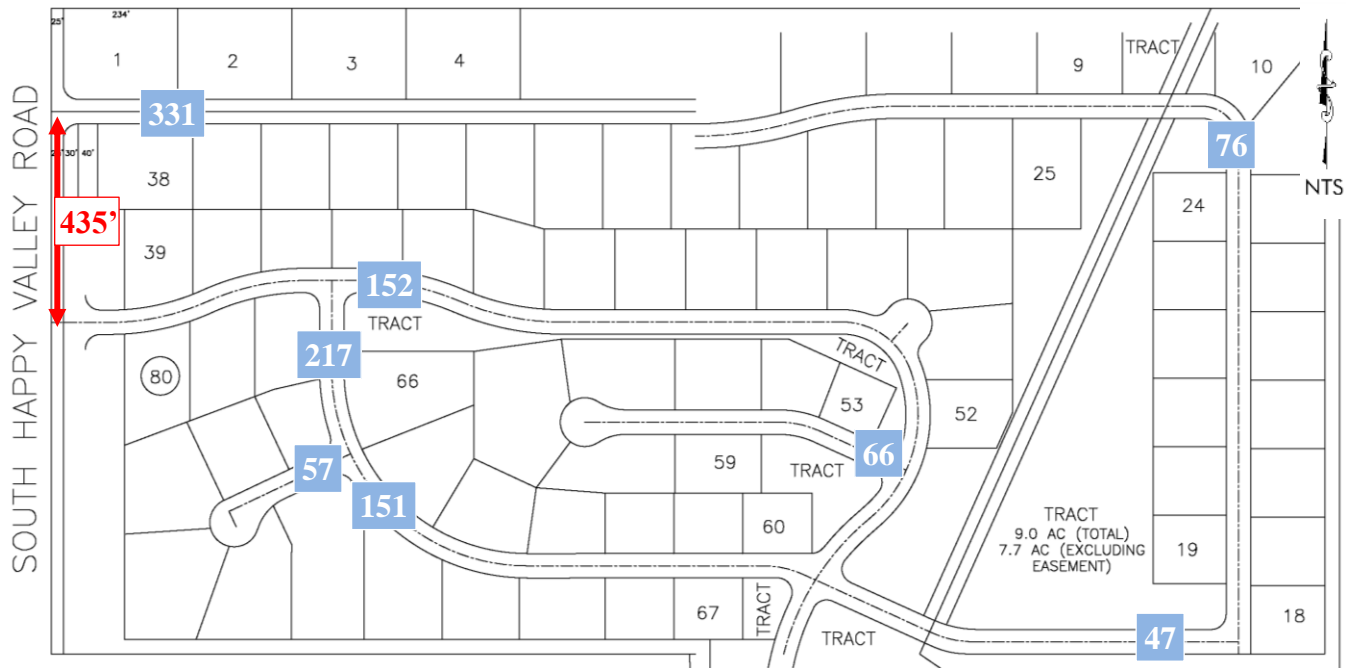 25'
234'
1
2
3
4
9
TRACT
10
331
76
NTS
SOUTH HAPPY VALLEY ROAD
30'
40'
38
25
24
435'
39
152
TRACT
217
TRACT
80
66
53
52
57
59
TRACT
66
151
60
TRACT
9.0 AC (TOTAL)
7.7 AC (EXCLUDING
EASEMENT)
19
67
TRACT
TRACT
47
18